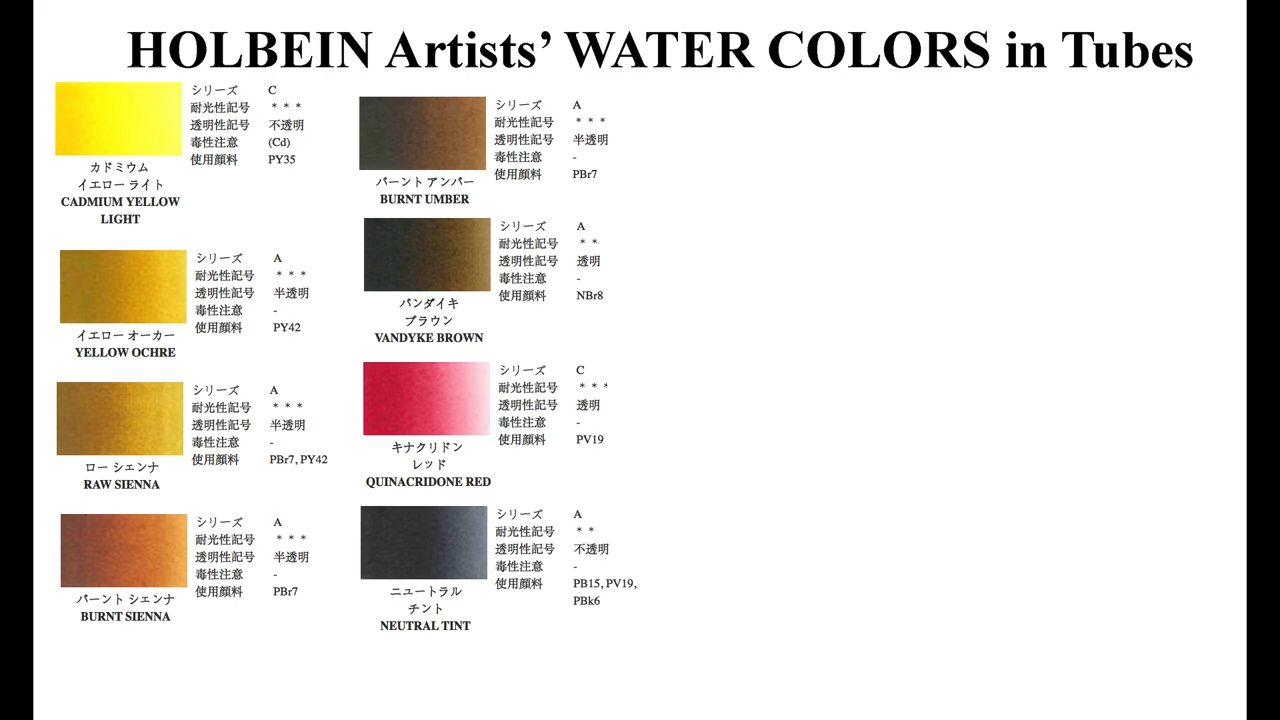 HOLBEIN Artists’ WATER COLORS in Tubes
シリーズ C
耐光性記号 * * *
透明性記号 不透明
毒性注意 (Cd)
使用顔料 PY35
カドミウム
イエロー ライト
CADMIUM YELLOW
LIGHT
シリーズ A
耐光性記号 * * *
透明性記号 半透明
毒性注意 -
使用顔料 PY42
イエロー オーカー
YELLOW OCHRE
シリーズ A
耐光性記号 * * *
透明性記号 半透明
毒性注意 -
使用顔料 PBr7, PY42
ロー シェンナ
RAW SIENNA
シリーズ A
耐光性記号 * * *
透明性記号 半透明
毒性注意 -
使用顔料 PBr7
バーント シェンナ
BURNT SIENNA
シリーズ A
耐光性記号 * * *
透明性記号 半透明
毒性注意 -
使用顔料 PBr7
バーント アンバー
BURNT UMBER
シリーズ A
耐光性記号 * *
透明性記号 透明
毒性注意 -
使用顔料 NBr8
バンダイキ
ブラウン
VANDYKE BROWN
シリーズ C
耐光性記号 * * *
透明性記号 透明
毒性注意 -
使用顔料 PV19
キナクリドン
レッド
QUINACRIDONE RED
シリーズ A
耐光性記号 * *
透明性記号 不透明
毒性注意 -
使用顔料 PB15, PV19,
PBk6
ニュートラル
チント
NEUTRAL TINT